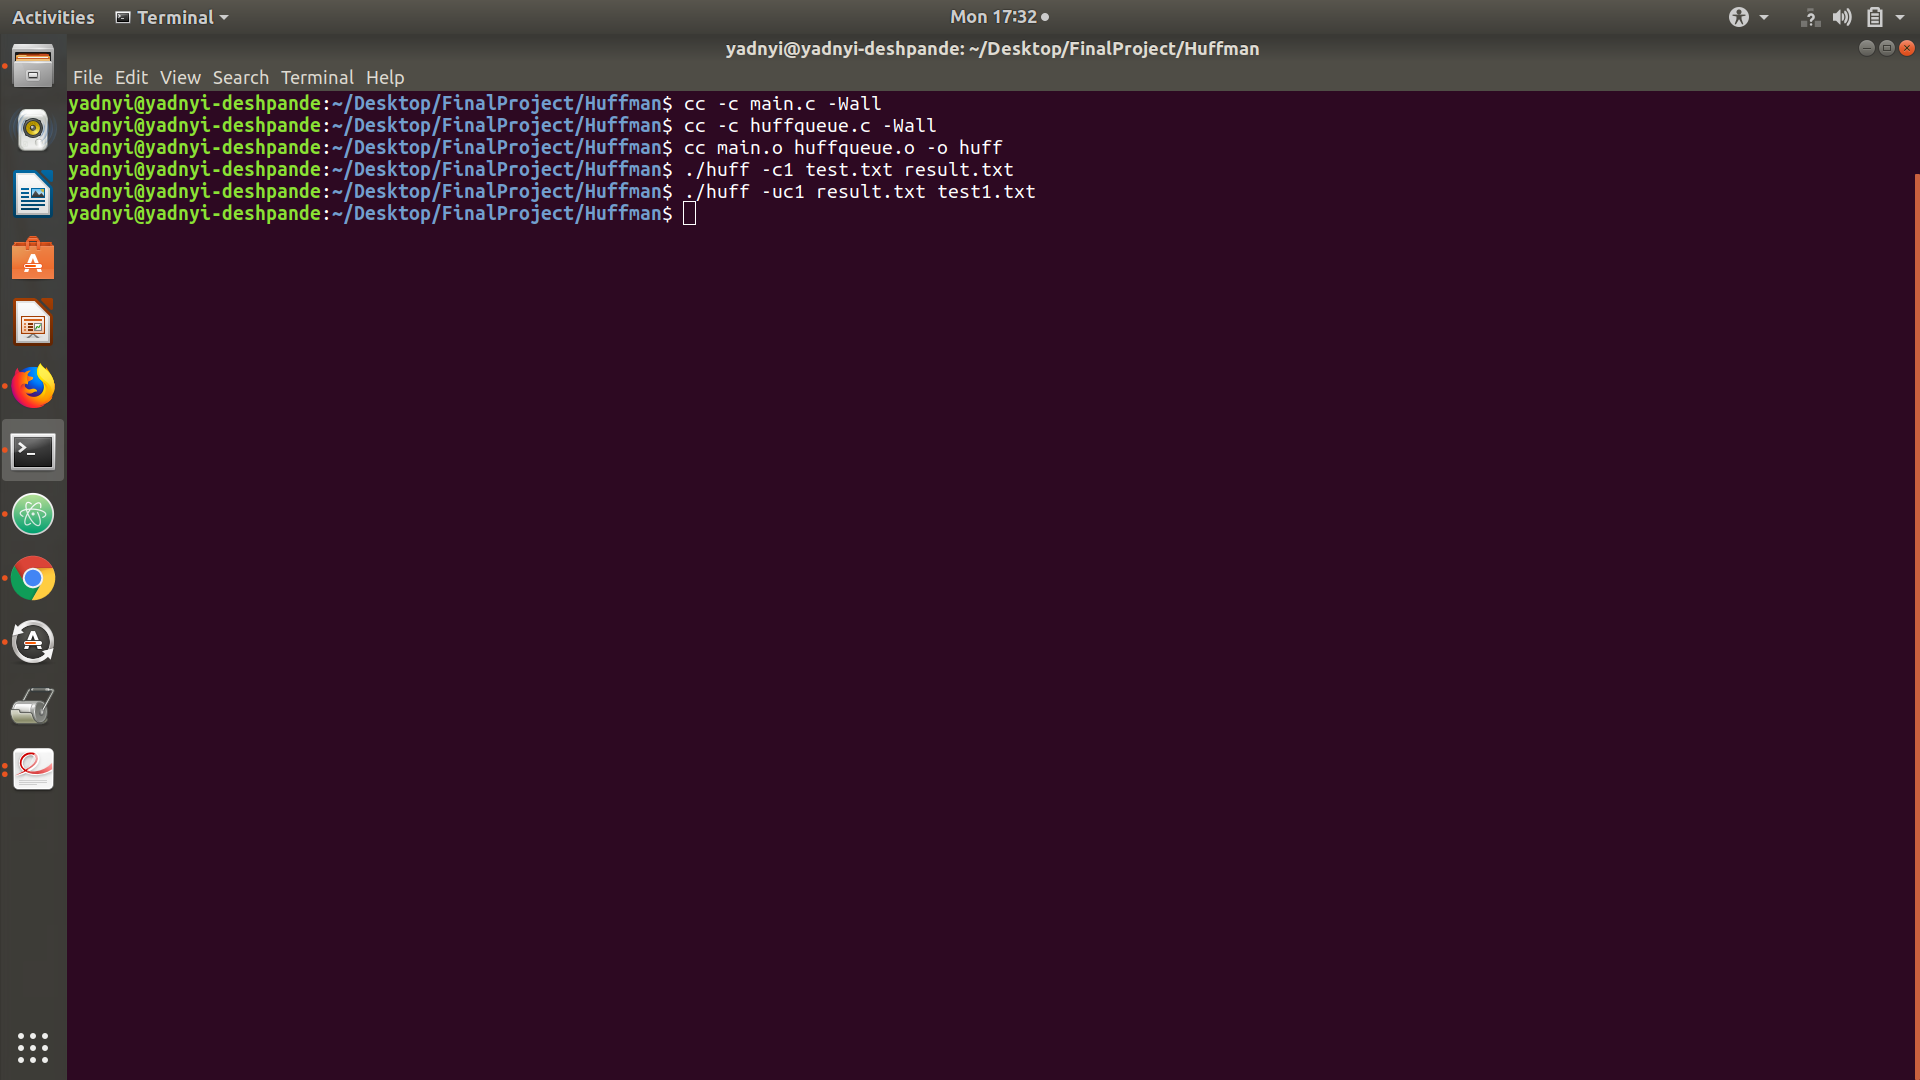 Activities Terminal Mon 17:32
yadnyi@yadnyi-deshpande: ~/Desktop/FinalProject/Huffman
File Edit View Search Terminal Help
yadnyi@yadnyi-deshpande:~/Desktop/FinalProject/Huffman$ cc -c main.c -Wall
yadnyi@yadnyi-deshpande:~/Desktop/FinalProject/Huffman$ cc -c huffqueue.c -Wall
yadnyi@yadnyi-deshpande:~/Desktop/FinalProject/Huffman$ cc main.o huffqueue.o -o huff
yadnyi@yadnyi-deshpande:~/Desktop/FinalProject/Huffman$ ./huff -c1 test.txt result.txt
yadnyi@yadnyi-deshpande:~/Desktop/FinalProject/Huffman$ ./huff -uc1 result.txt test1.txt
yadnyi@yadnyi-deshpande:~/Desktop/FinalProject/Huffman$